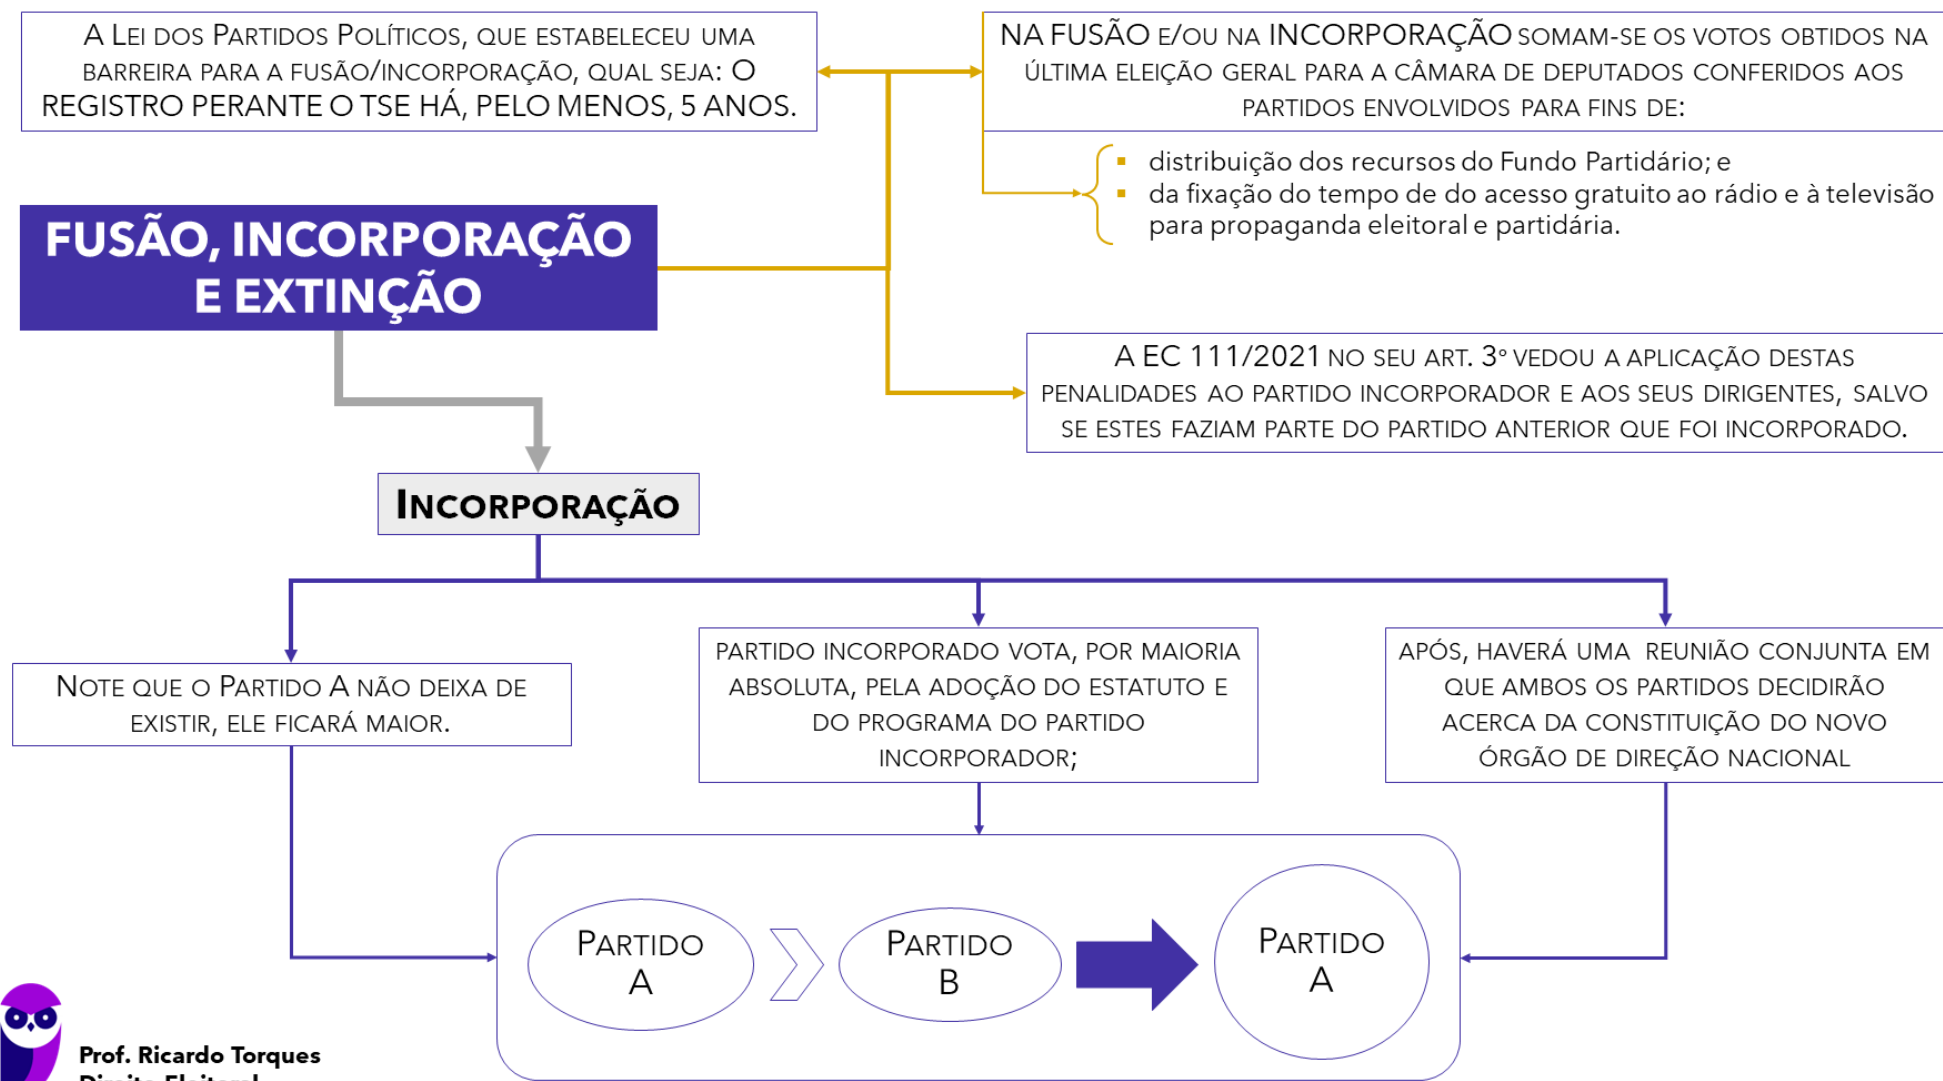 A LEI DOS PARTIDOS POLÍTICOS, QUE ESTABELECEU UMA
BARREIRA PARA A FUSÃO/INCORPORAÇÃO, QUAL SEJA: O
REGISTRO PERANTE O TSE HÁ, PELO MENOS, 5 ANOS.
NA FUSÃO E/OU NA INCORPORAÇÃO SOMAM-SE OS VOTOS OBTIDOS NA
ÚLTIMA ELEIÇÃO GERAL PARA A CÂMARA DE DEPUTADOS CONFERIDOS AOS
PARTIDOS ENVOLVIDOS PARA FINS DE:
▪ distribuição dos recursos do Fundo Partidário; e
▪ da fixação do tempo de do acesso gratuito ao rádio e à televisão
para propaganda eleitoral e partidária.
FUSÃO, INCORPORAÇÃO
E EXTINÇÃO
A EC 111/2021 NO SEU ART. 3º VEDOU A APLICAÇÃO DESTAS
PENALIDADES AO PARTIDO INCORPORADOR E AOS SEUS DIRIGENTES, SALVO
SE ESTES FAZIAM PARTE DO PARTIDO ANTERIOR QUE FOI INCORPORADO.
INCORPORAÇÃO
NOTE QUE O PARTIDO A NÃO DEIXA DE
EXISTIR, ELE FICARÁ MAIOR.
PARTIDO INCORPORADO VOTA, POR MAIORIA
ABSOLUTA, PELA ADOÇÃO DO ESTATUTO E
DO PROGRAMA DO PARTIDO
INCORPORADOR;
APÓS, HAVERÁ UMA REUNIÃO CONJUNTA EM
QUE AMBOS OS PARTIDOS DECIDIRÃO
ACERCA DA CONSTITUIÇÃO DO NOVO
ÓRGÃO DE DIREÇÃO NACIONAL
PARTIDO
A
PARTIDO
B
PARTIDO
A
Prof. Ricardo Torques
Direito Eleitoral